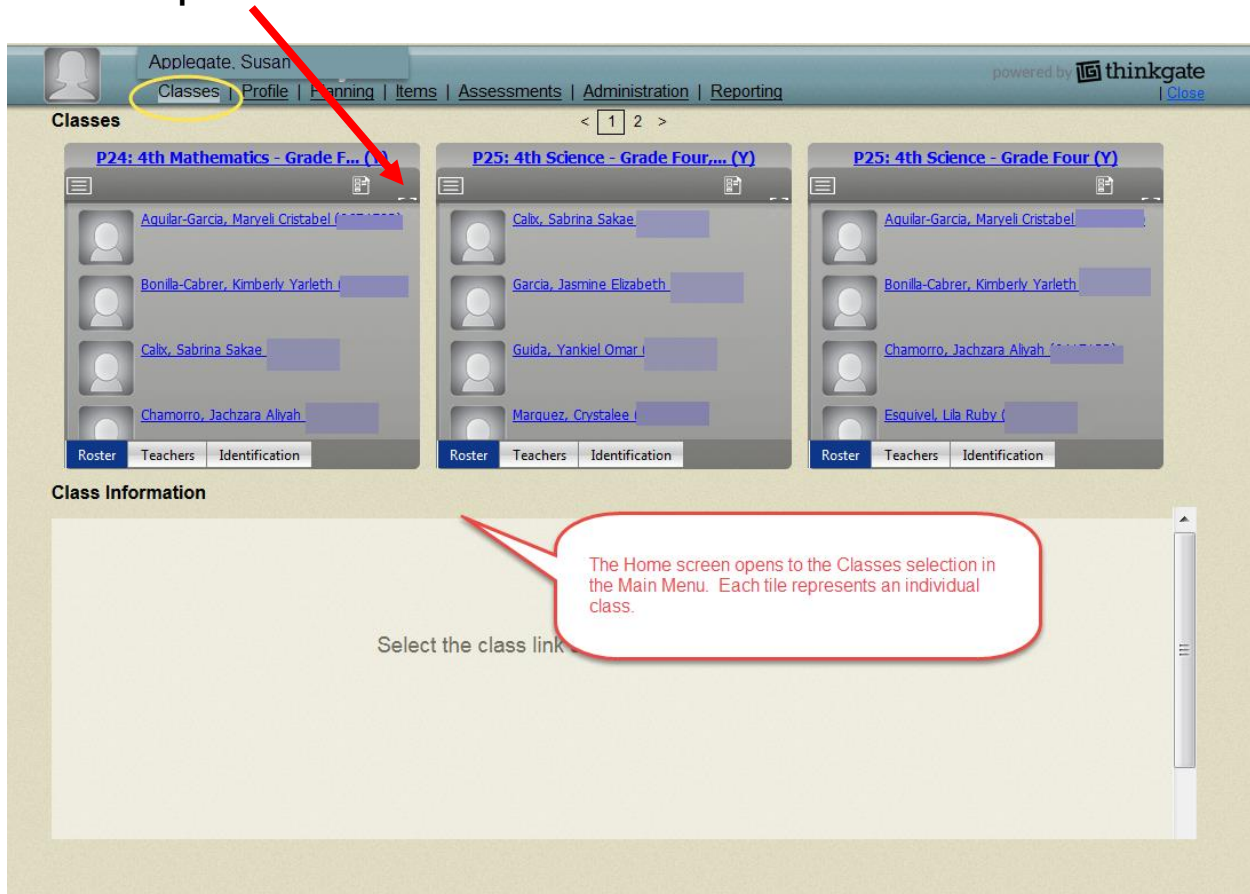 Applegate, Susan
powered by thinkgate
Classes | Profile | Planning | Items | Assessments | Administration | Reporting
| Close
Classes
< 1 2 >
P24: 4th Mathematics - Grade F... (Y)
P25: 4th Science - Grade Four,... (Y)
P25: 4th Science - Grade Four (Y)
Aguilar-Garcia, Maryeli Cristabel (
Calix, Sabrina Sakae
Aguilar-Garcia, Maryeli Cristabel
Bonilla-Cabrer, Kimberly Yarleth (
Garcia, Jasmine Elizabeth
Bonilla-Cabrer, Kimberly Yarleth
Calix, Sabrina Sakae
Guida, Yankiel Omar (
Chamorro, Jachzara Aliyah
Chamorro, Jachzara Aliyah
Marquez, Crystalee (
Esquivel, Lila Ruby (
Roster Teachers Identification
Roster Teachers Identification
Roster Teachers Identification
Class Information
The Home screen opens to the Classes selection in
the Main Menu. Each tile represents an individual
class.
Select the class link